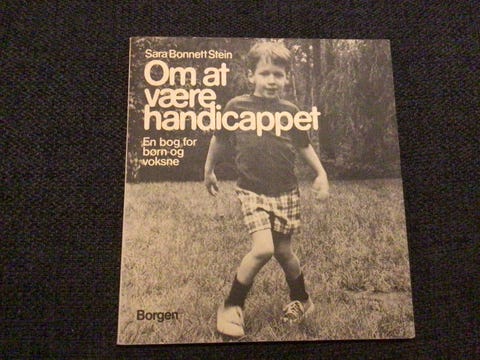 Sara Bonnett Stein
Om at
være
handicappet
En bog for
børn og
voksne
Borgen